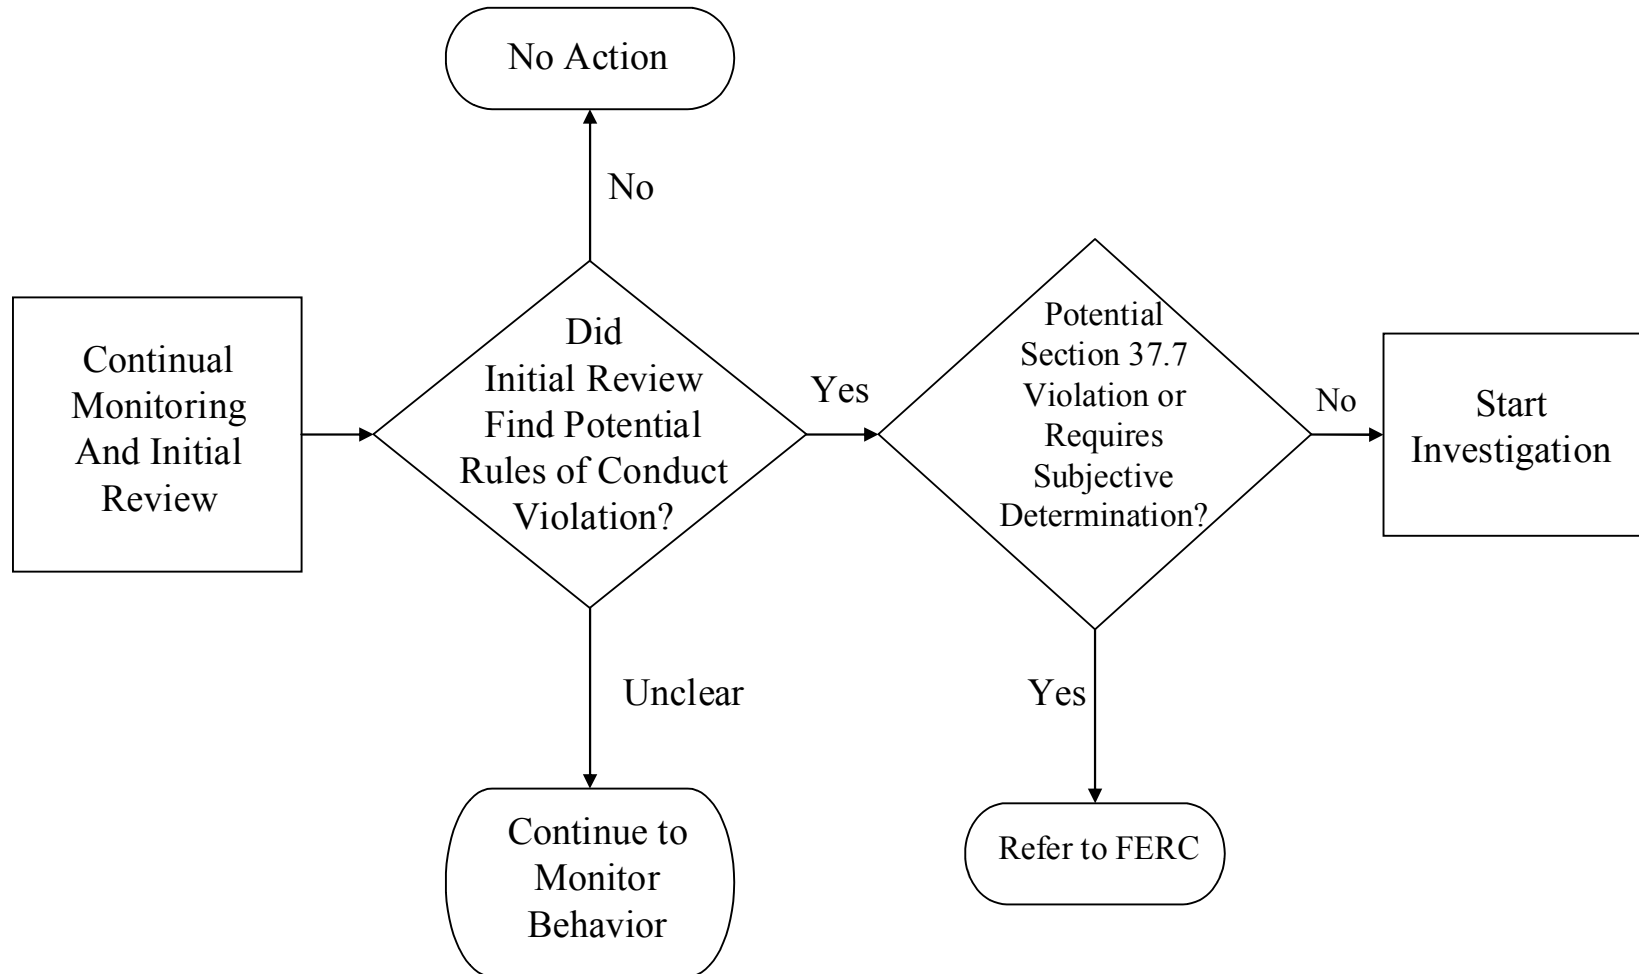 No Action
No
Continual
Monitoring
And Initial
Review
Did
Initial Review
Find Potential
Rules of Conduct
Violation?
Yes
Potential
Section 37.7
Violation or
Requires
Subjective
Determination?
No
Start
Investigation
Unclear
Yes
Continue to
Monitor
Behavior
Refer to FERC